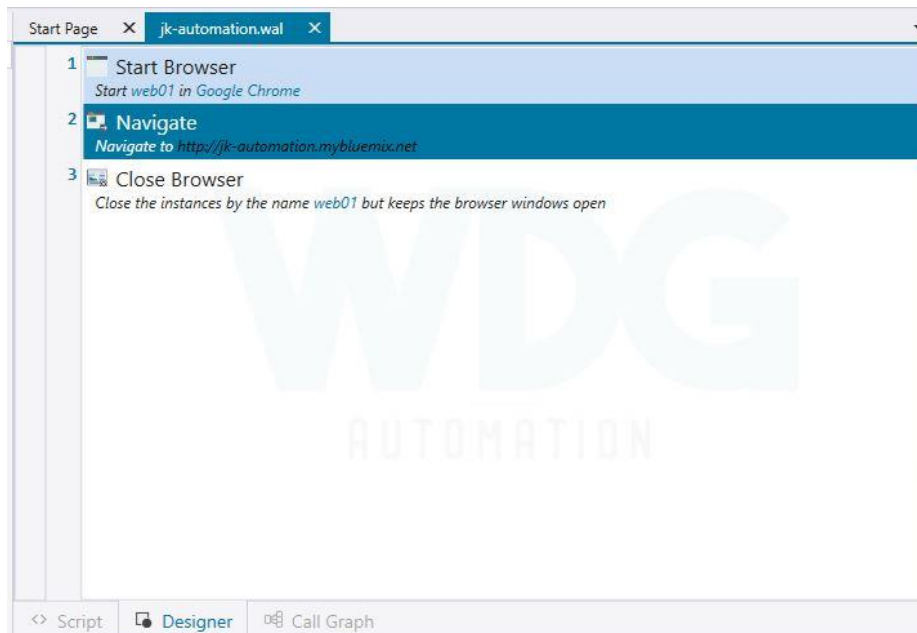 Start Page
jk-automation.wal
1 Start Browser
Start web01 in Google Chrome
2 Navigate
Navigate to http://jk-automation.mybluemix.net
3 Close Browser
Close the instances by the name web01 but keeps the browser windows open
WDG
AUTOMATION
<> Script
Designer
Call Graph